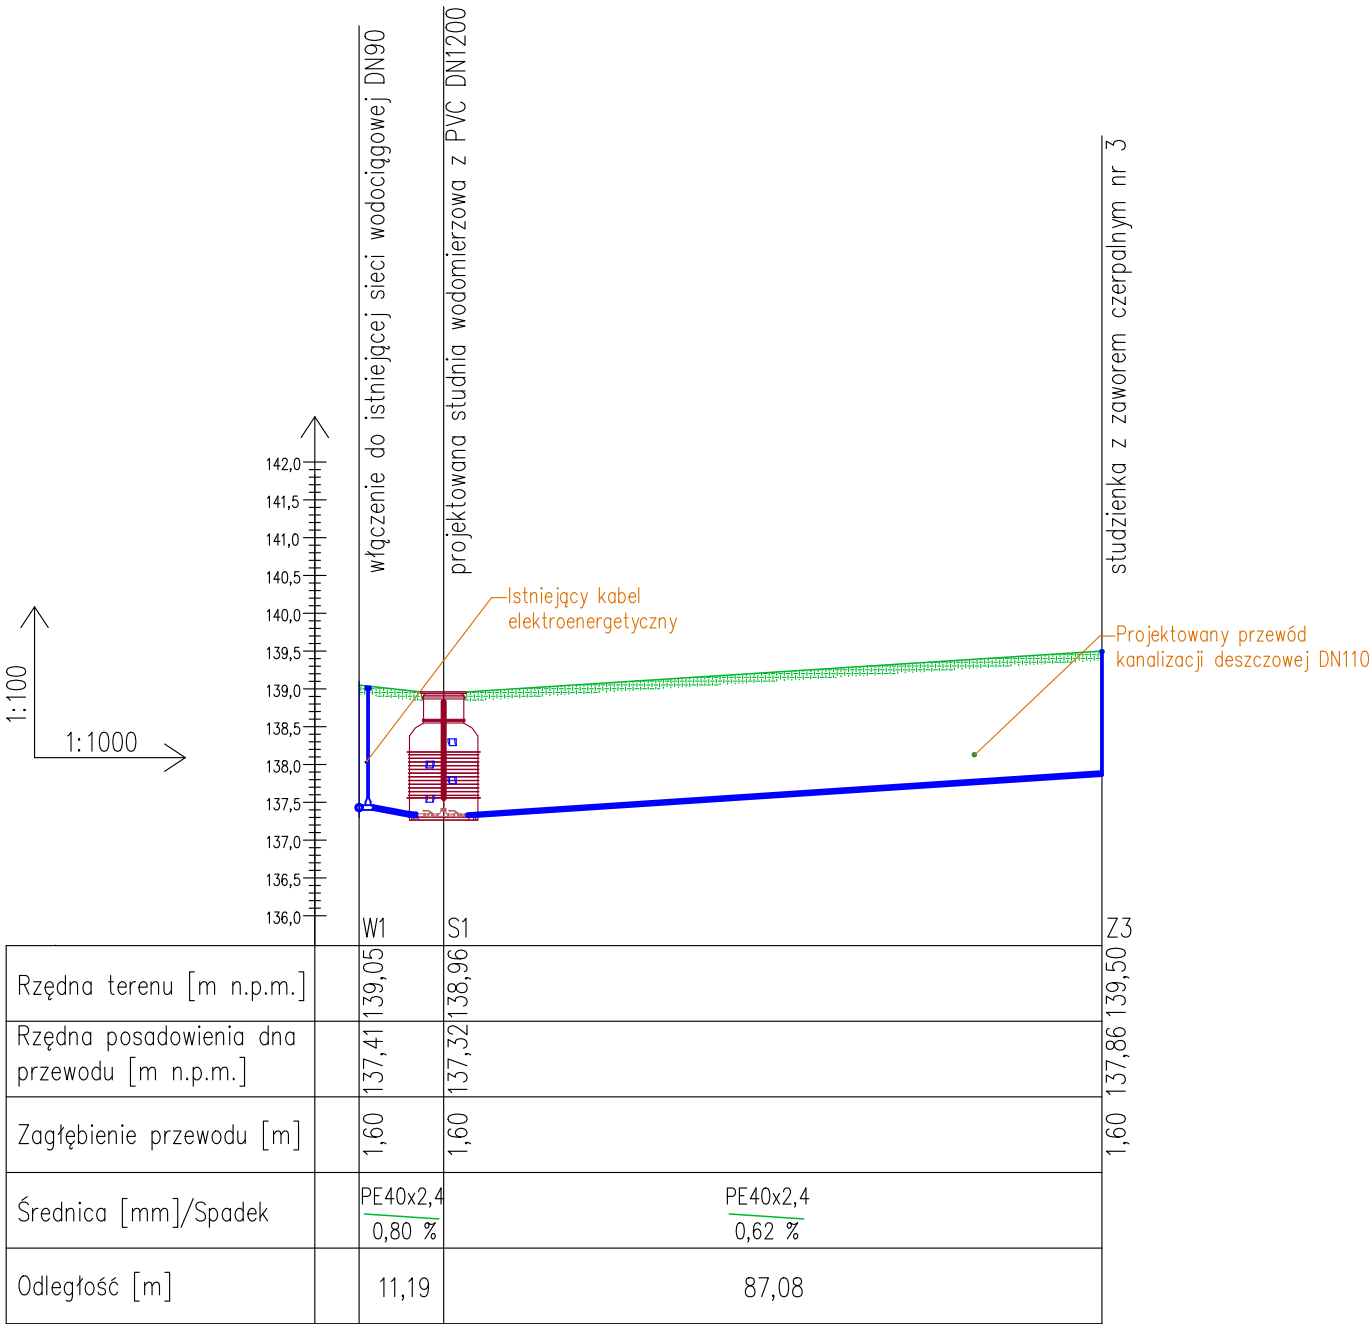 włączenie do istniejącej sieci wodociągowej DN90
projektowana studnia wodomierzowa z PVC DN1200
studzienka z zaworem czerpalnym nr 3
142,0
141,5
141,0
140,5
140,0
139,5
139,0
138,5
138,0
137,5
137,0
136,5
136,0
1:100
1:1000
Istniejący kabel
elektroenergetyczny
Projektowany przewód
kanalizacji deszczowej DN110
W1
S1
Z3
Rzędna terenu [m n.p.m.]
139,05
138,96
139,50
Rzędna posadowienia dna
przewodu [m n.p.m.]
137,41
137,32
137,86
Zagłębienie przewodu [m]
1,60
1,60
1,60
Średnica [mm]/Spadek
PE40x2,4
0,80 %
PE40x2,4
0,62 %
Odległość [m]
11,19
87,08